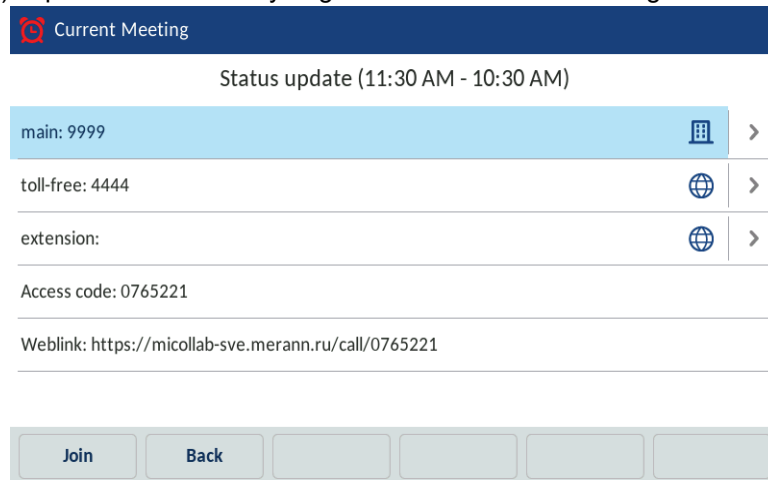 Current Meeting
Status update (11:30 AM - 10:30 AM)
main: 9999
toll-free: 4444
extension:
Access code: 0765221
Weblink: https://micollab-sve.merann.ru/call/0765221
Join Back